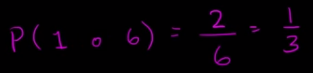 P( 1 o 6 ) = 2/6 = 1/3